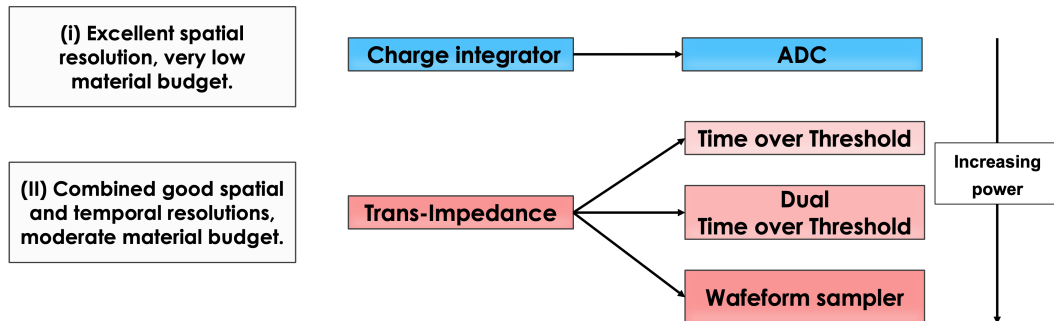 (i) Excellent spatial
resolution, very low
material budget.
Charge integrator
ADC
(II) Combined good spatial
and temporal resolutions,
moderate material budget.
Trans-Impedance
Time over Threshold
Dual
Time over Threshold
Wafeform sampler
Increasing
power